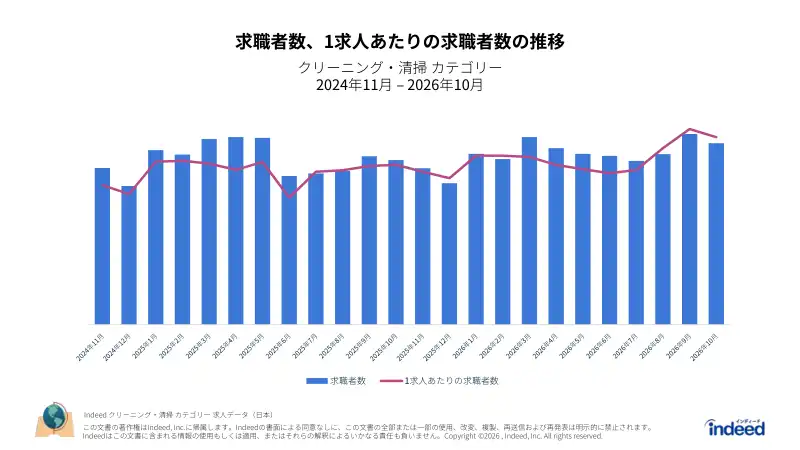 求職者数、1求人あたりの求職者数の推移
クリーニング・清掃 カテゴリー
2024年11月 – 2026年10月
2024年11月
2024年12月
2025年1月
2025年2月
2025年3月
2025年4月
2025年5月
2025年6月
2025年7月
2025年8月
2025年9月
2025年10月
2025年11月
2025年12月
2026年1月
2026年2月
2026年3月
2026年4月
2026年5月
2026年6月
2026年7月
2026年8月
2026年9月
2026年10月
求職者数
1求人あたりの求職者数
Indeed クリーニング・清掃 カテゴリー 求人データ（日本）
この文書の著作権はIndeed, Inc.に帰属します。Indeedの書面による同意なしに、この文書の全部または一部の使用、改変、複製、再送信および再発表は明示的に禁止されます。
Indeedはこの文書に含まれる情報の使用もしくは適用、またはそれらの解釈によるいかなる責任も負いません。Copyright ©2026 , Indeed, Inc. All rights reserved.
インディード
indeed